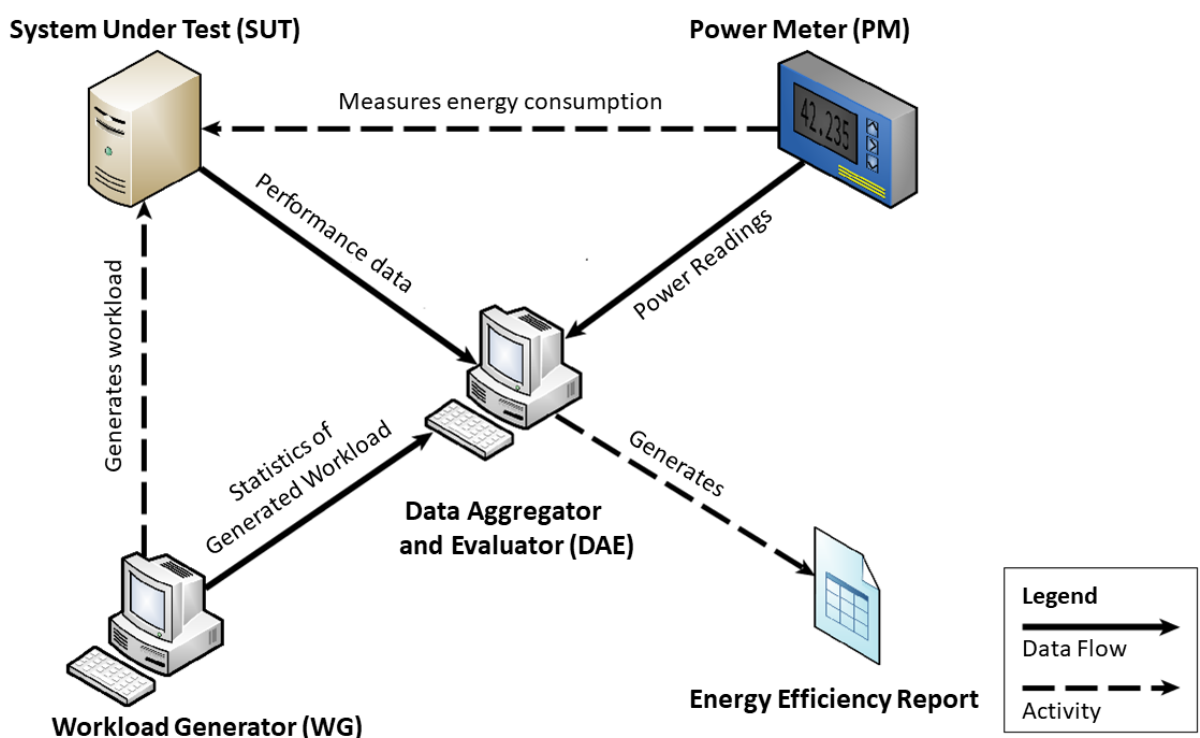 System Under Test (SUT)
Power Meter (PM)
Measures energy consumption
42.235
Performance data
Power Readings
Generates workload
Statistics of
Generated Workload
Generates
Data Aggregator
and Evaluator (DAE)
Workload Generator (WG)
Energy Efficiency Report
Legend
Data Flow
Activity